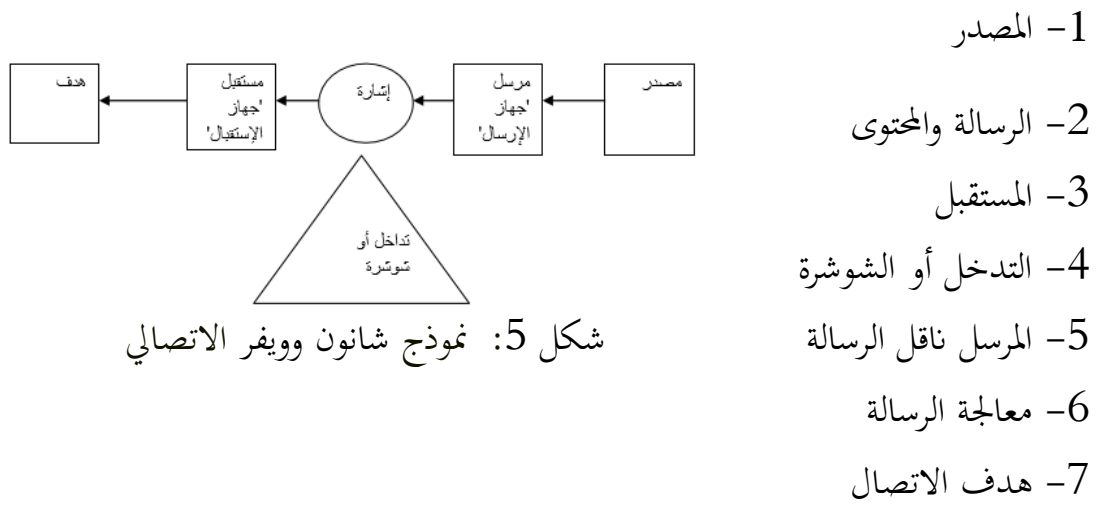 1- المصدر
2- الرسالة والمحتوى
3- المستقبل
4- التدخل أو الشوشرة
5- المرسل ناقل الرسالة
6- معالجة الرسالة
7- هدف الاتصال
مصدر
مرسل
'جهاز
الإرسال'
إشارة
مستقبل
'جهاز
الإستقبال'
هدف
تداخل أو
شوشرة
شكل 5: نموذج شانون وويفر الاتصالي